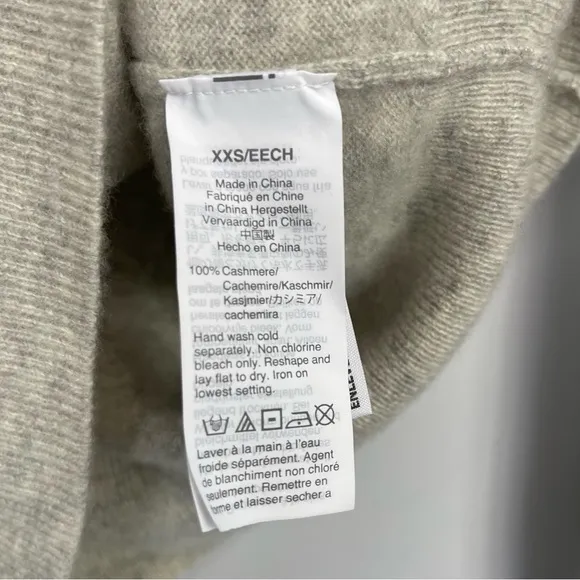 XXS/EECH
Made in China
Fabriqué en Chine
in China Hergestellt
Vervaardigd in China
中国製
Hecho en China
100% Cashmere/
Cachemire/Kaschmir/
Kasjmier/カシミア/
cachemira
Hand wash cold
separately. Non chlorine
bleach only. Reshape and
lay flat to dry. Iron on
lowest setting.
Laver à la main à l'eau
froide séparément. Agent
de blanchiment non chloré
seulement. Remettre en
forme et laisser secher a
ENLEV